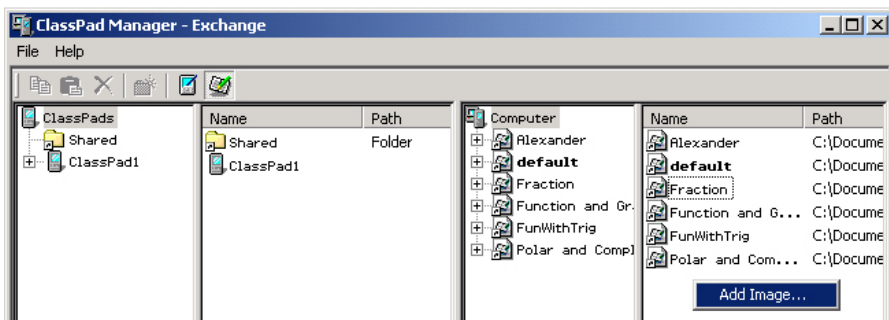 ClassPad Manager - Exchange
File Help
ClassPads
Shared
ClassPad1
Name Path
Shared Folder
ClassPad1
Computer
Alexander
default
Fraction
Function and Gr.
FunWithTrig
Polar and Compl
Name Path
Alexander C:\Docume
default C:\Docume
Fraction C:\Docume
Function and G... C:\Docume
FunWithTrig C:\Docume
Polar and Com... C:\Docume
Add Image...